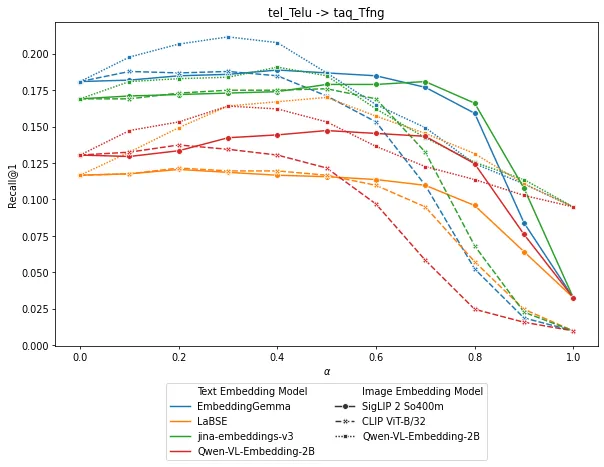 tel_Telu -> taq_Tfng
Recall@1
0.200
0.175
0.150
0.125
0.100
0.075
0.050
0.025
0.000
0.0 0.2 0.4 0.6 0.8 1.0
α
Text Embedding Model Image Embedding Model
EmbeddingGemma SigLIP 2 So400m
LaBSE CLIP ViT-B/32
jina-embeddings-v3 Qwen-VL-Embedding-2B
Qwen-VL-Embedding-2B